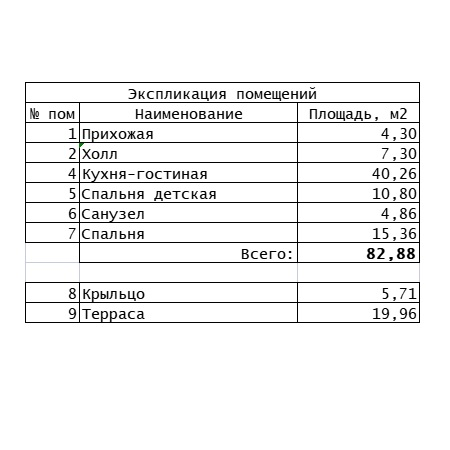 Экспликация помещений
№ пом Наименование Площадь, м2
1 Прихожая 4,30
2 Холл 7,30
4 Кухня-гостиная 40,26
5 Спальня детская 10,80
6 Санузел 4,86
7 Спальня 15,36
Всего: 82,88
8 Крыльцо 5,71
9 Терраса 19,96